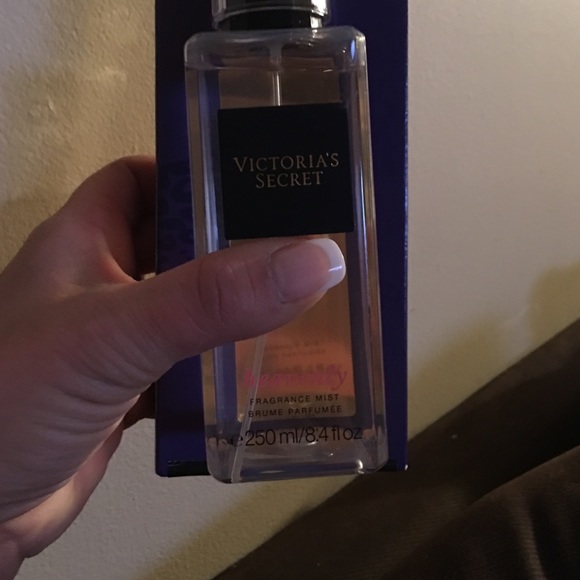 VICTORIA'S
SECRET
FRAGRANCE MIST
BRUME PARFUMÉE
e 250 ml/8.4 fl oz